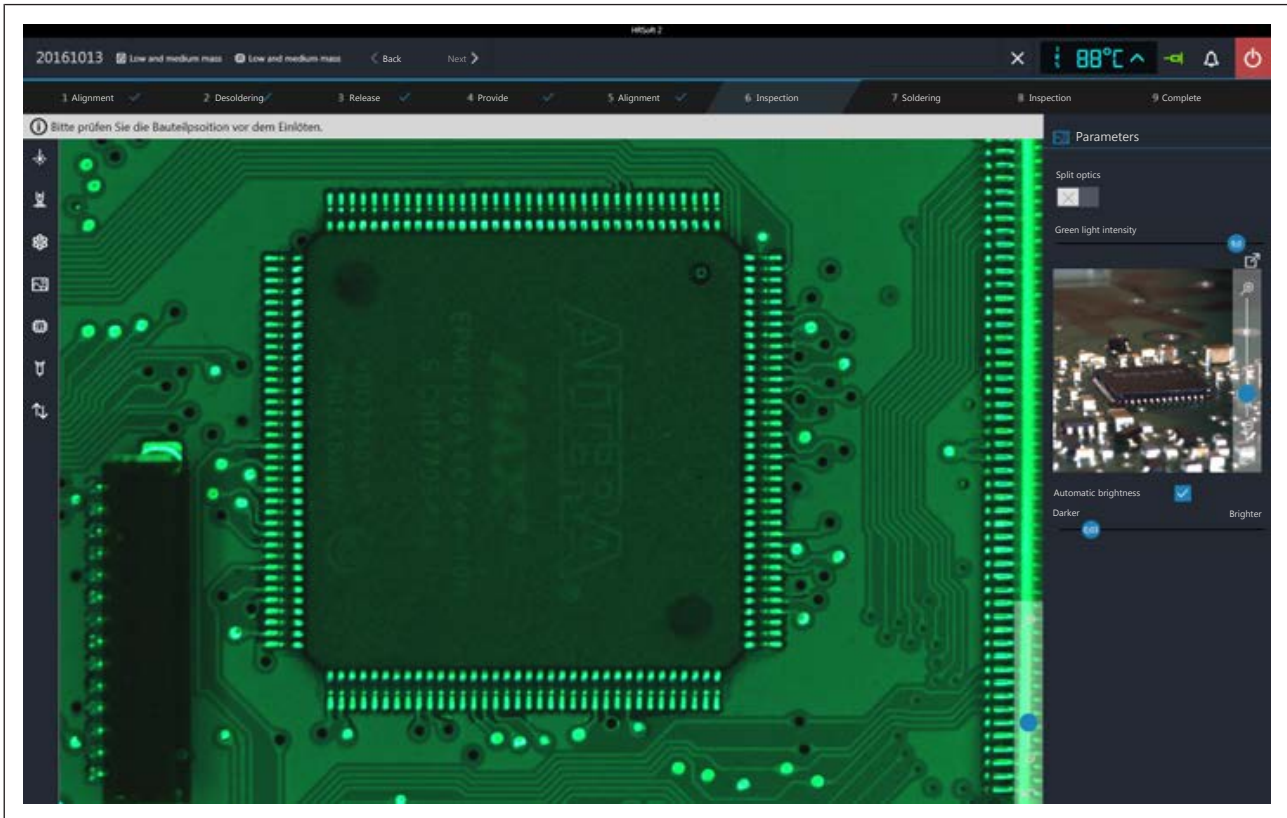 HRSoft 2
20161013 Low and medium mass Low and medium mass Back Next 88°C
1 Alignment 2 Desoldering 3 Release 4 Provide 5 Alignment 6 Inspection 7 Soldering 8 Inspection 9 Complete
Bitte prüfen Sie die Bauteilpsoition vor dem Einlöten.
Parameters
Split optics
Green light intensity
Automatic brightness
Darker Brighter